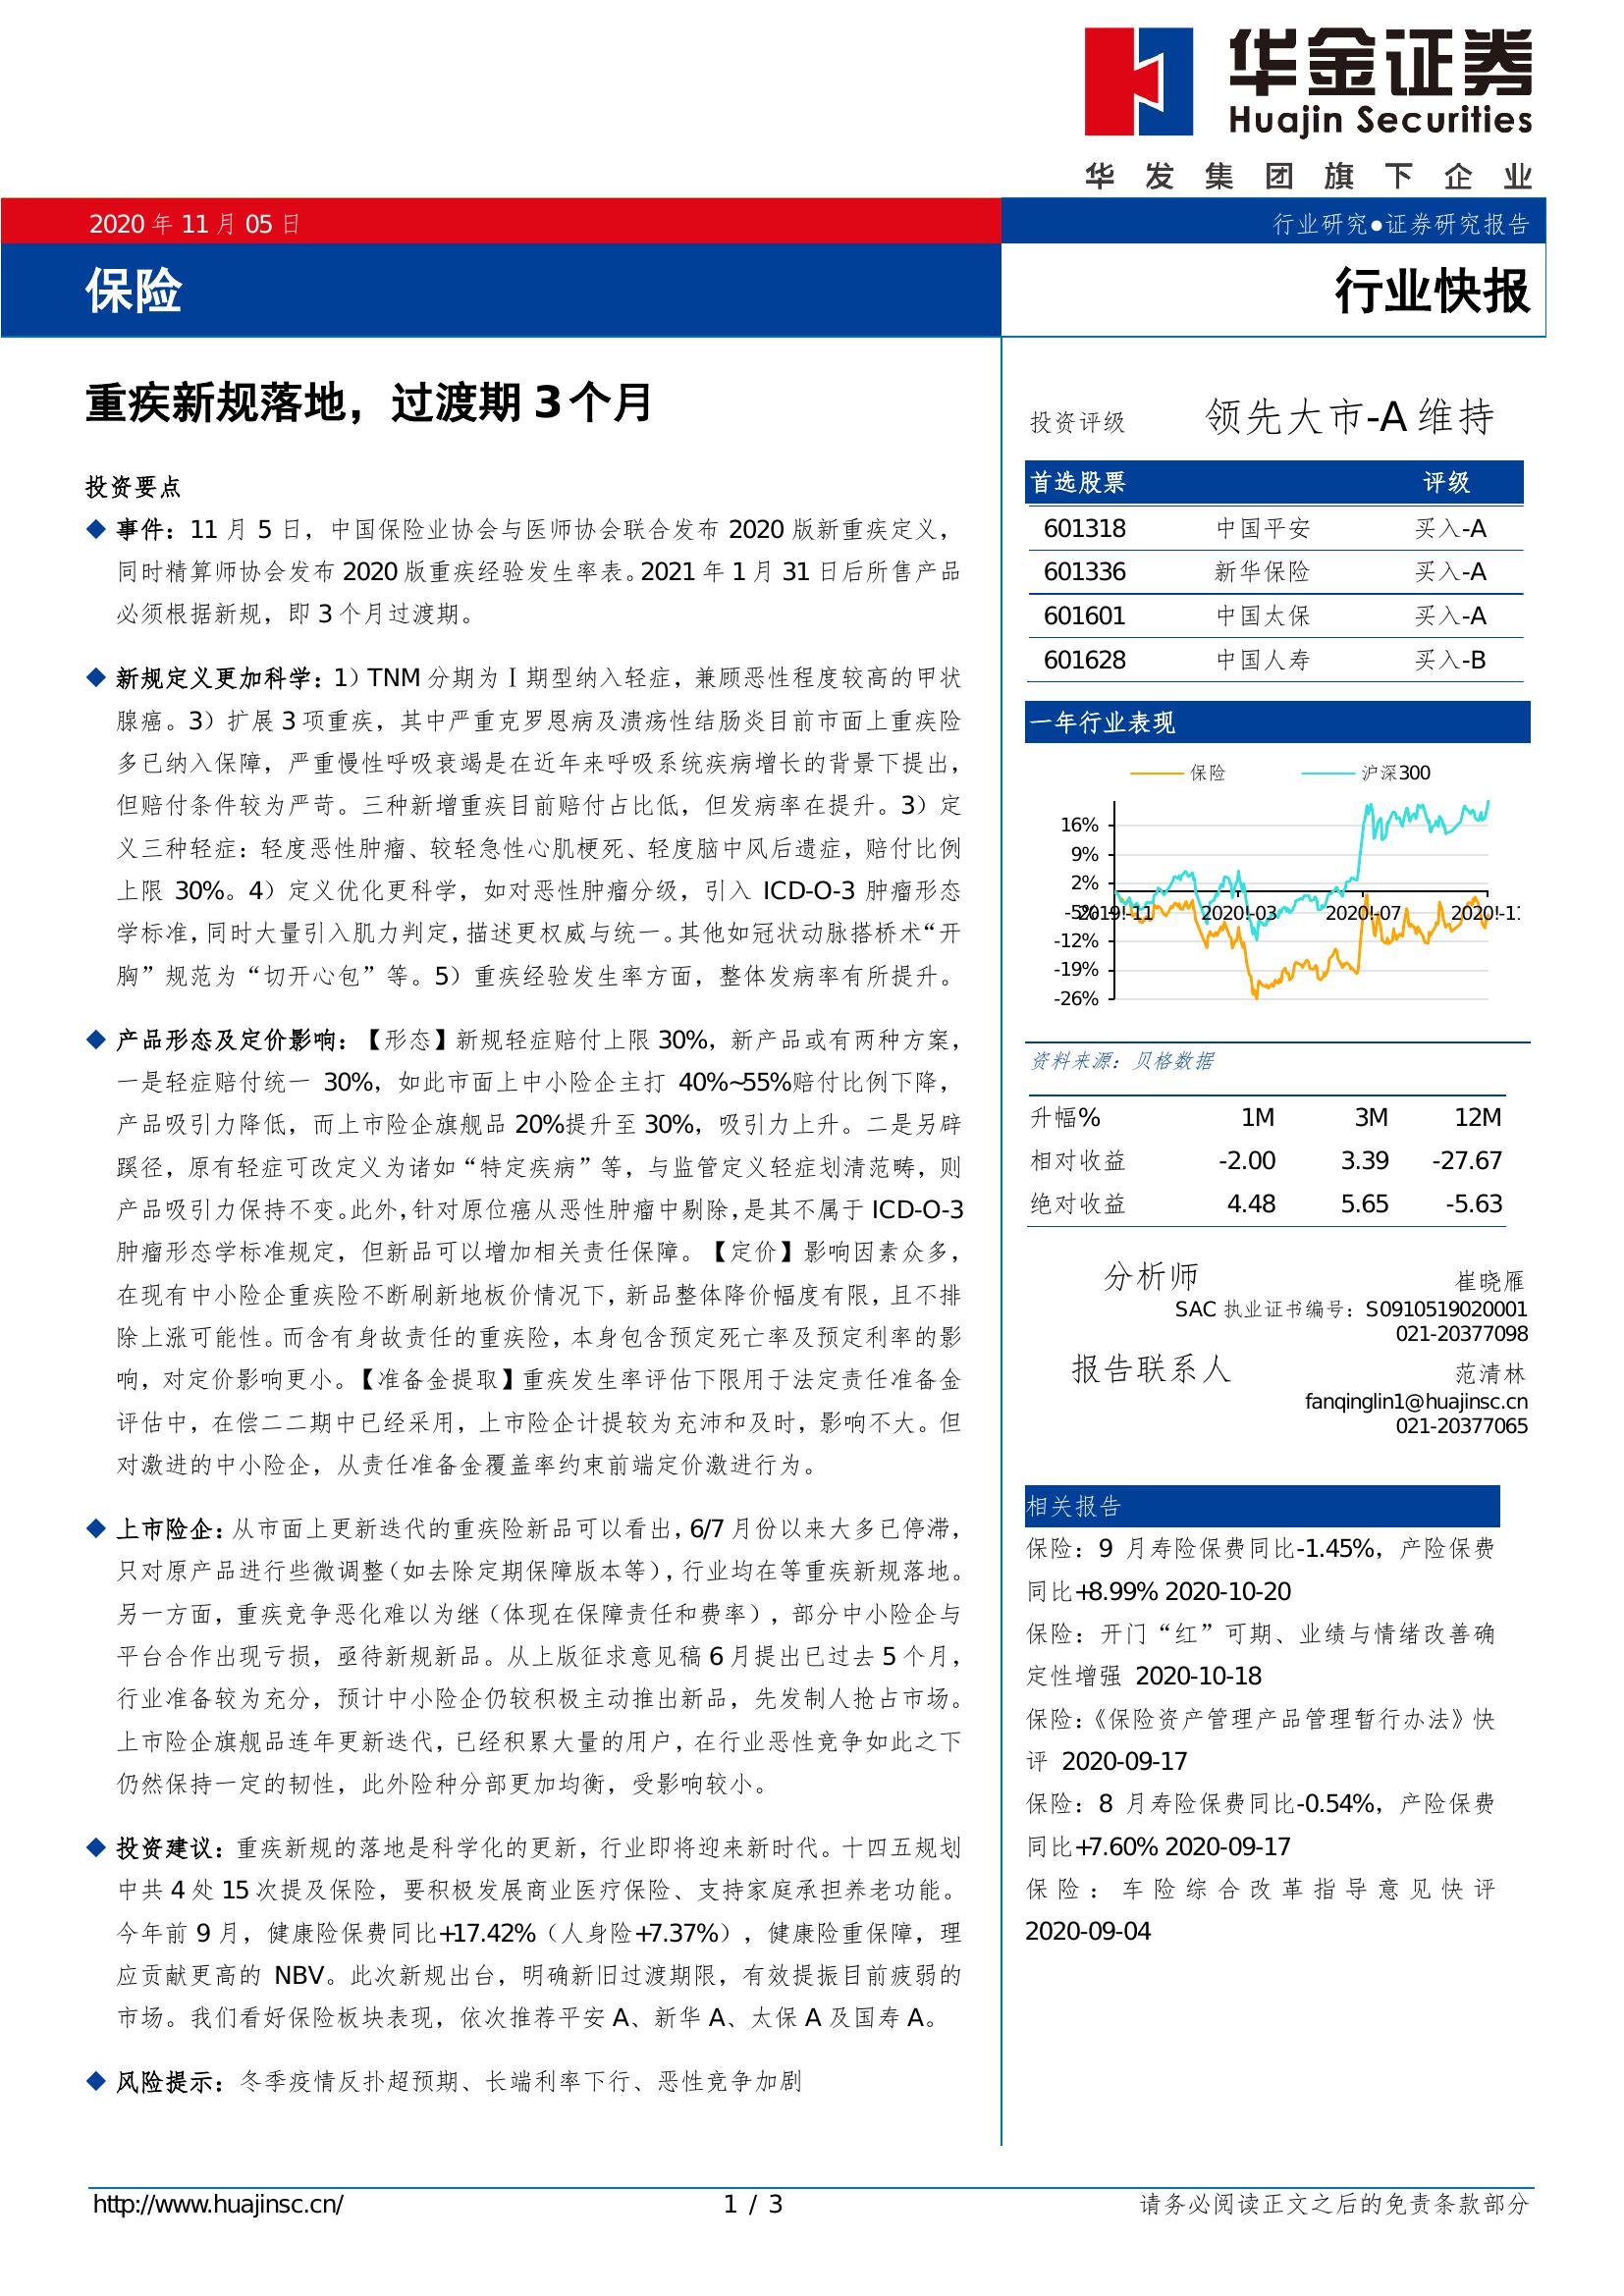 华金证券
Huajin Securities
华发集团旗下企业
2020 年 11 月 05 日
行业研究●证券研究报告
保险
行业快报
重疾新规落地，过渡期 3 个月
投资要点
◆ 事件：11 月 5 日，中国保险业协会与医师协会联合发布 2020 版新重疾定义，
同时精算师协会发布 2020 版重疾经验发生率表。2021 年 1 月 31 日后所售产品
必须根据新规，即 3 个月过渡期。
◆ 新规定义更加科学：1）TNM 分期为Ⅰ期型纳入轻症，兼顾恶性程度较高的甲状
腺癌。3）扩展 3 项重疾，其中严重克罗恩病及溃疡性结肠炎目前市面上重疾险
多已纳入保障，严重慢性呼吸衰竭是在近年来呼吸系统疾病增长的背景下提出，
但赔付条件较为严苛。三种新增重疾目前赔付占比低，但发病率在提升。3）定
义三种轻症：轻度恶性肿瘤、较轻急性心肌梗死、轻度脑中风后遗症，赔付比例
上限 30%。4）定义优化更科学，如对恶性肿瘤分级，引入 ICD-O-3 肿瘤形态
学标准，同时大量引入肌力判定，描述更权威与统一。其他如冠状动脉搭桥术“开
胸”规范为“切开心包”等。5）重疾经验发生率方面，整体发病率有所提升。
◆ 产品形态及定价影响：【形态】新规轻症赔付上限 30%，新产品或有两种方案，
一是轻症赔付统一 30%，如此市面上中小险企主打 40%~55%赔付比例下降，
产品吸引力降低，而上市险企旗舰品 20%提升至 30%，吸引力上升。二是另辟
蹊径，原有轻症可改定义为诸如“特定疾病”等，与监管定义轻症划清范畴，则
产品吸引力保持不变。此外，针对原位癌从恶性肿瘤中剔除，是其不属于 ICD-O-3
肿瘤形态学标准规定，但新品可以增加相关责任保障。【定价】影响因素众多，
在现有中小险企重疾险不断刷新地板价情况下，新品整体降价幅度有限，且不排
除上涨可能性。而含有身故责任的重疾险，本身包含预定死亡率及预定利率的影
响，对定价影响更小。【准备金提取】重疾发生率评估下限用于法定责任准备金
评估中，在偿二二期中已经采用，上市险企计提较为充沛和及时，影响不大。但
对激进的中小险企，从责任准备金覆盖率约束前端定价激进行为。
◆ 上市险企：从市面上更新迭代的重疾险新品可以看出，6/7 月份以来大多已停滞，
只对原产品进行些微调整（如去除定期保障版本等），行业均在等重疾新规落地。
另一方面，重疾竞争恶化难以为继（体现在保障责任和费率），部分中小险企与
平台合作出现亏损，亟待新规新品。从上版征求意见稿 6 月提出已过去 5 个月，
行业准备较为充分，预计中小险企仍较积极主动推出新品，先发制人抢占市场。
上市险企旗舰品连年更新迭代，已经积累大量的用户，在行业恶性竞争如此之下
仍然保持一定的韧性，此外险种分部更加均衡，受影响较小。
◆ 投资建议：重疾新规的落地是科学化的更新，行业即将迎来新时代。十四五规划
中共 4 处 15 次提及保险，要积极发展商业医疗保险、支持家庭承担养老功能。
今年前 9 月，健康险保费同比+17.42%（人身险+7.37%），健康险重保障，理
应贡献更高的 NBV。此次新规出台，明确新旧过渡期限，有效提振目前疲弱的
市场。我们看好保险板块表现，依次推荐平安 A、新华 A、太保 A 及国寿 A。
◆ 风险提示：冬季疫情反扑超预期、长端利率下行、恶性竞争加剧
投资评级 领先大市-A 维持
首选股票 评级
601318 中国平安 买入-A
601336 新华保险 买入-A
601601 中国太保 买入-A
601628 中国人寿 买入-B
一年行业表现
保险 沪深300
16%
9%
2%
-5%
-12%
-19%
-26%
2019!-11 2020!-03 2020!-07 2020!-11
资料来源：贝格数据
升幅% 1M 3M 12M
相对收益 -2.00 3.39 -27.67
绝对收益 4.48 5.65 -5.63
分析师 崔晓雁
SAC 执业证书编号：S0910519020001
021-20377098
报告联系人 范清林
fanqinglin1@huajinsc.cn
021-20377065
相关报告
保险：9 月寿险保费同比-1.45%，产险保费
同比+8.99% 2020-10-20
保险：开门“红”可期、业绩与情绪改善确
定性增强 2020-10-18
保险：《保险资产管理产品管理暂行办法》快
评 2020-09-17
保险：8 月寿险保费同比-0.54%，产险保费
同比+7.60% 2020-09-17
保险：车险综合改革指导意见快评
2020-09-04
http://www.huajinsc.cn/ 1 / 3 请务必阅读正文之后的免责条款部分